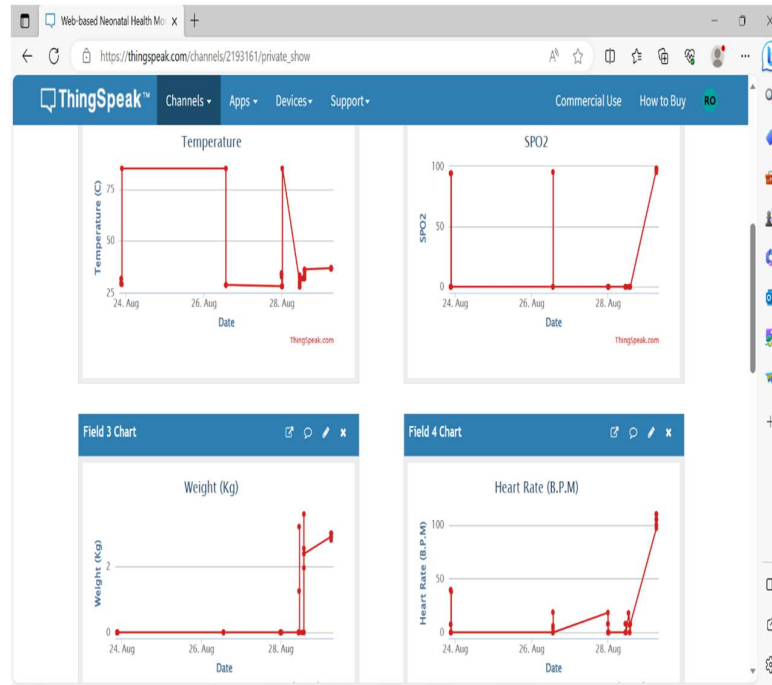 Web-based Neonatal Health Mo
https://thingspeak.com/channels/2193161/private_show
ThingSpeak™ Channels Apps Devices Support Commercial Use How to Buy RO
Temperature
Temperature (C)
75
50
25
24. Aug 26. Aug 28. Aug
Date
ThingSpeak.com
SPO2
SPO2
100
50
0
24. Aug 26. Aug 28. Aug
Date
ThingSpeak.com
Field 3 Chart
Weight (Kg)
Weight (Kg)
2
0
24. Aug 26. Aug 28. Aug
Date
Field 4 Chart
Heart Rate (B.P.M)
Heart Rate (B.P.M)
100
50
0
24. Aug 26. Aug 28. Aug
Date